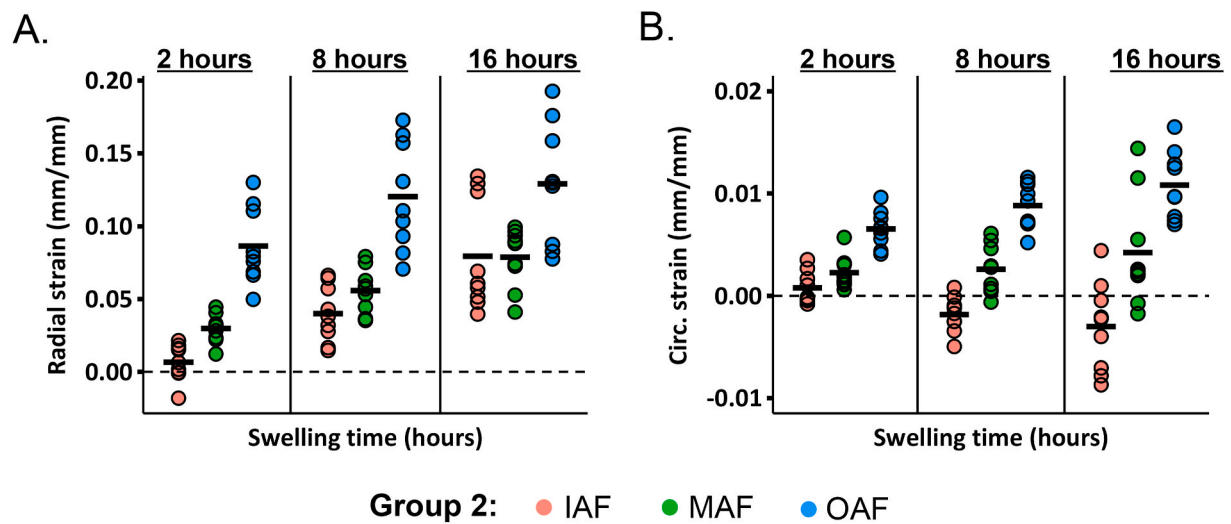 A.
2 hours 8 hours 16 hours
Radial strain (mm/mm)
0.20
0.15
0.10
0.05
0.00
Swelling time (hours)
B.
2 hours 8 hours 16 hours
Circ. strain (mm/mm)
0.02
0.01
0.00
-0.01
Swelling time (hours)
Group 2: IAF MAF OAF